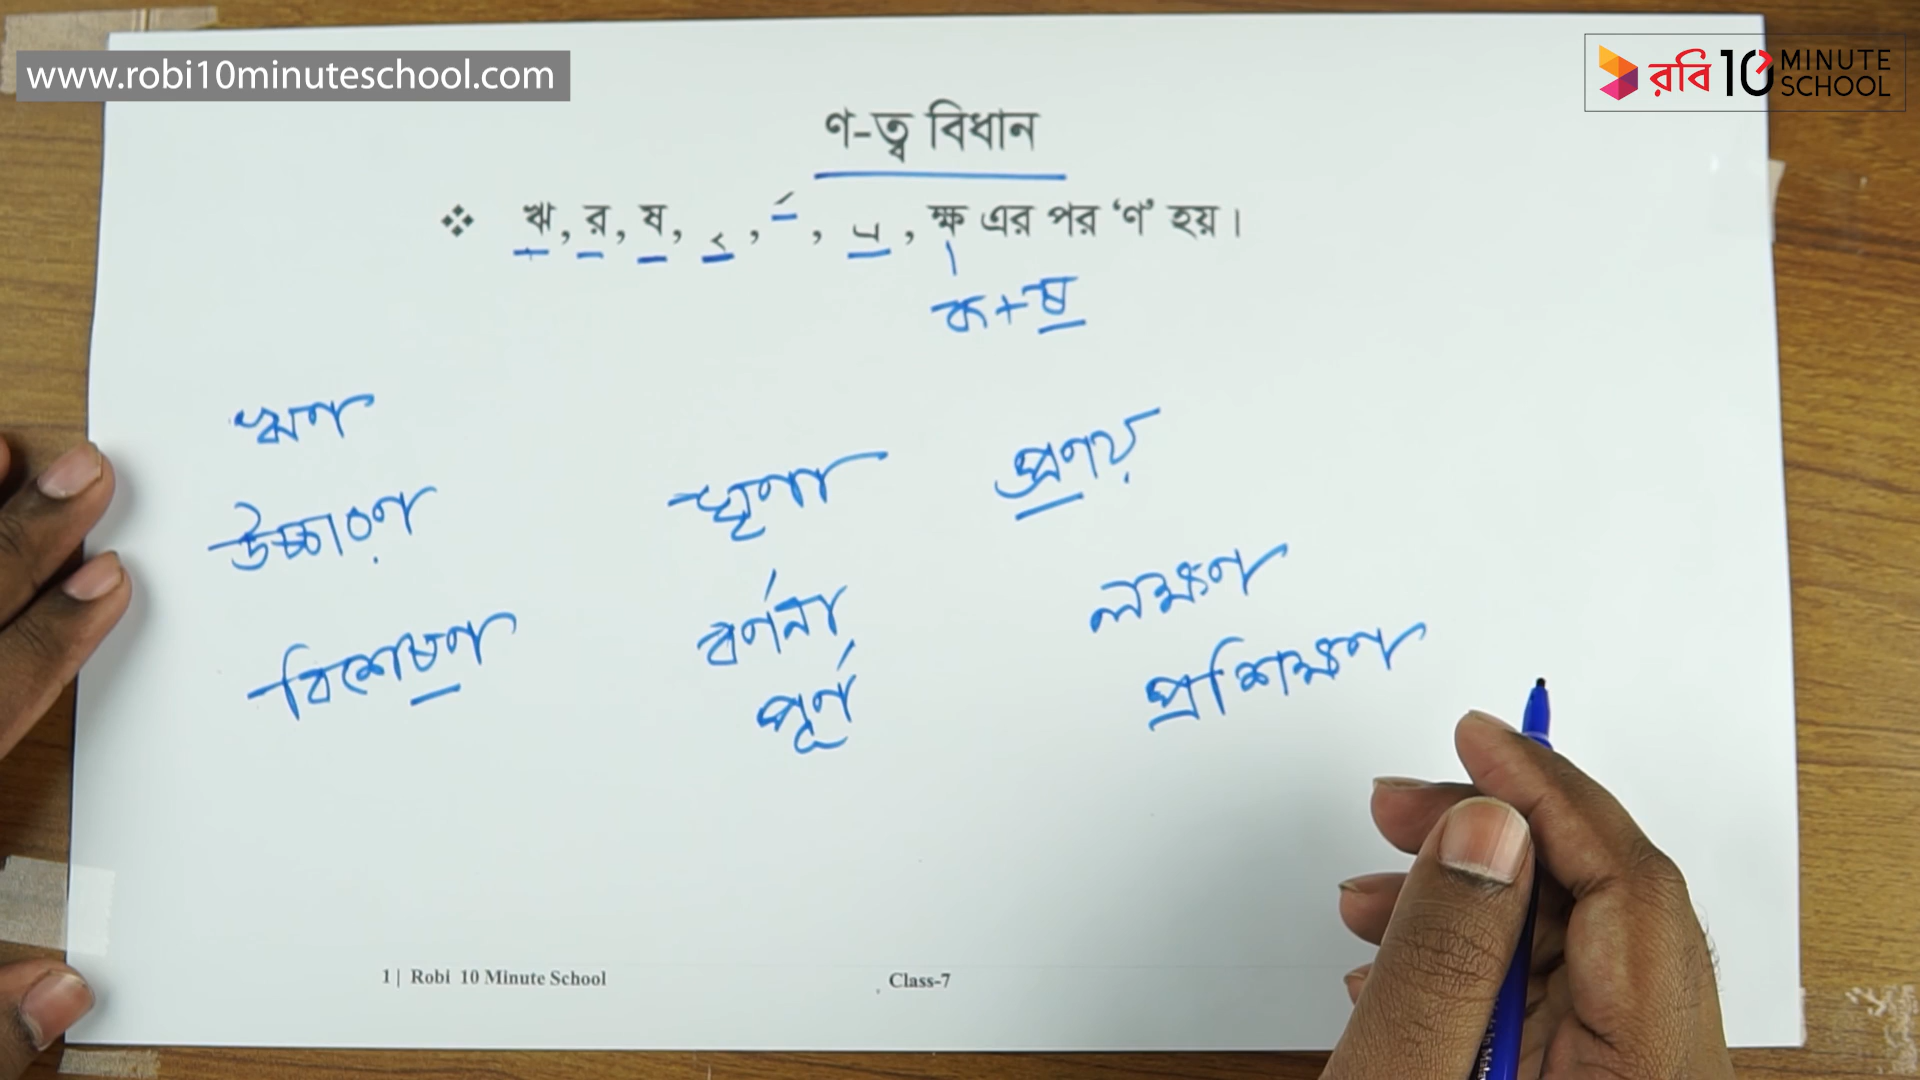 www.robi10minuteschool.com
রবি 10 MINUTE SCHOOL
ণ-ত্ব বিধান
❖ ঋ, র, ষ, ৃ , র্ , ্র , ক্ষ এর পর ‘ণ’ হয়।
ক+ষ
ঋণ
উচ্চারণ
বিশেষণ
ঘৃণা
বর্ণনা
পূর্ণ
প্রণয়
লক্ষণ
প্রশিক্ষণ
1| Robi 10 Minute School
Class-7